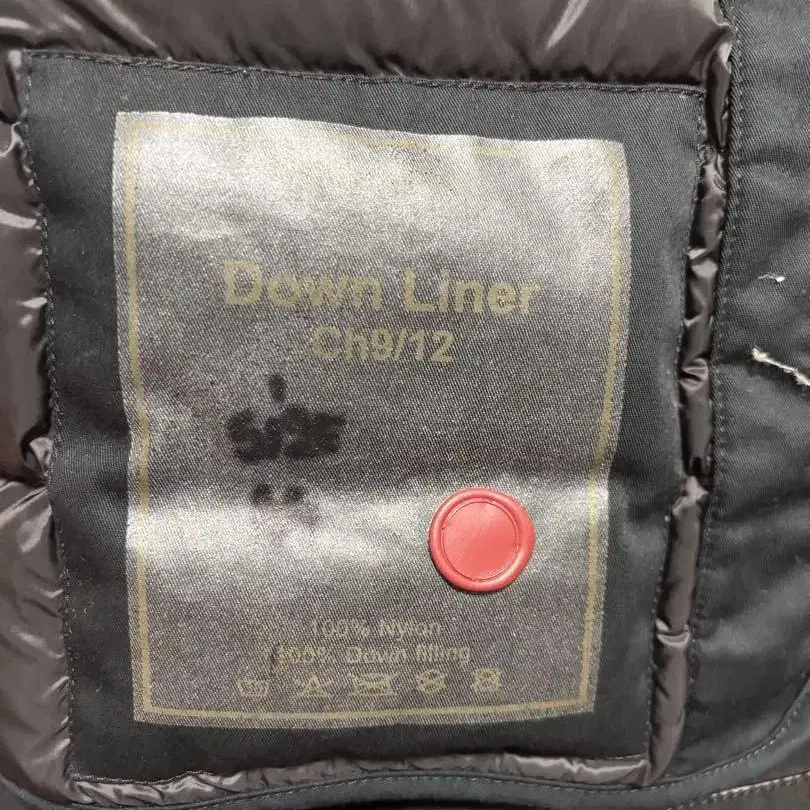 Down Liner
Ch9/12
100% Nylon
100% Down filling